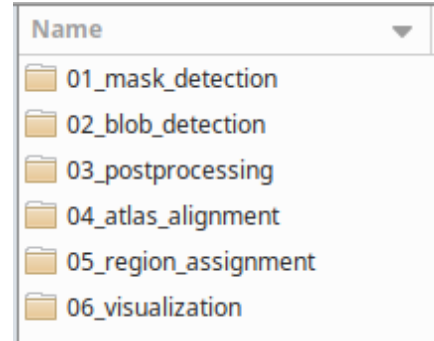 Name
01_mask_detection
02_blob_detection
03_postprocessing
04_atlas_alignment
05_region_assignment
06_visualization